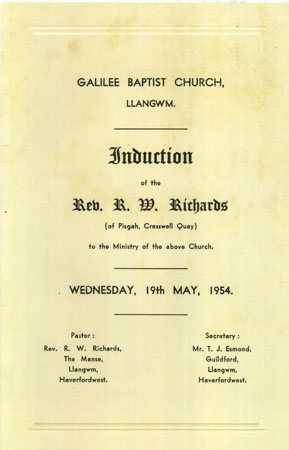 GALILEE BAPTIST CHURCH,
LLANGWM.
Induction
of the
Rev. R. W. Richards
(of Pisgah, Cresswell Quay)
to the Ministry of the above Church.
WEDNESDAY, 19th MAY, 1954.
Pastor :
Rev. R. W. Richards,
The Manse,
Llangwm,
Haverfordwest.
Secretary :
Mr. T. J. Esmond,
Guildford,
Llangwm,
Haverfordwest.